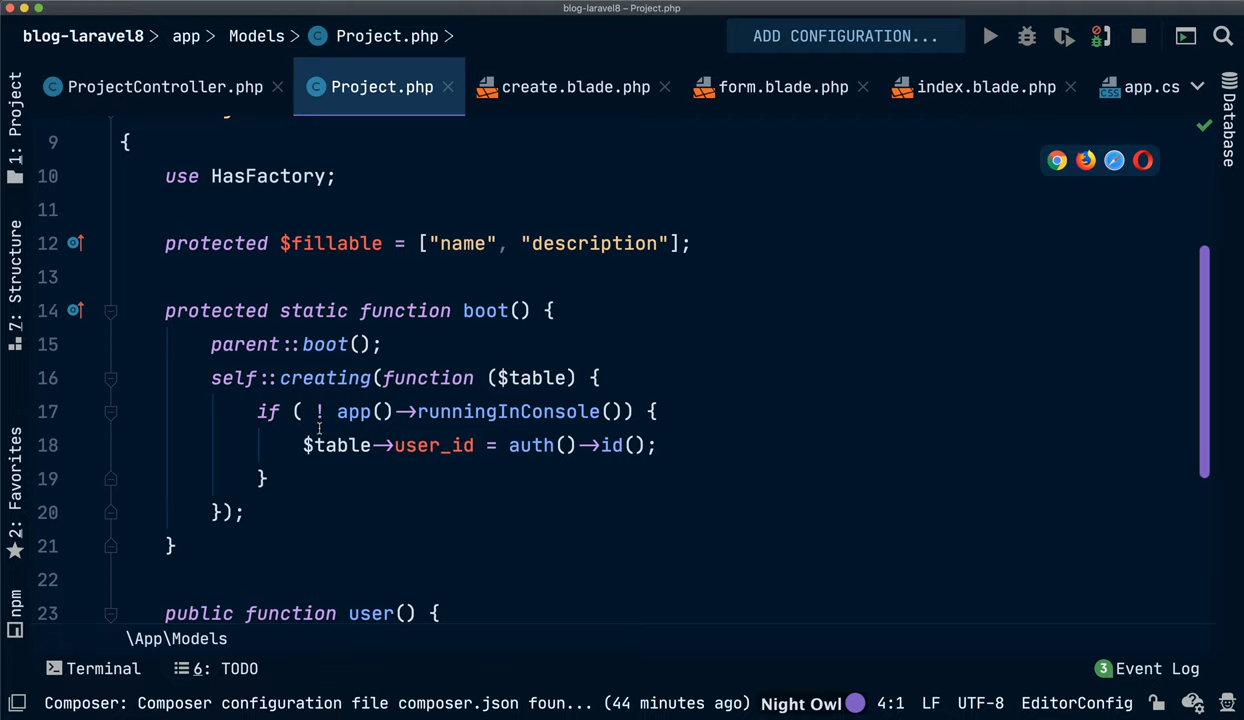 blog-laravel8 – Project.php
blog-laravel8 > app > Models > Project.php >
ADD CONFIGURATION...
ProjectController.php
Project.php
create.blade.php
form.blade.php
index.blade.php
app.cs
1: Project
7: Structure
2: Favorites
npm
Database
9 {
10 use HasFactory;
11
12 protected $fillable = ["name", "description"];
13
14 protected static function boot() {
15 parent::boot();
16 self::creating(function ($table) {
17 if ( ! app()->runningInConsole()) {
18 $table->user_id = auth()->id();
19 }
20 });
21 }
22
23 public function user() {
\App\Models
Terminal
6: TODO
3 Event Log
Composer: Composer configuration file composer.json foun... (44 minutes ago)
Night Owl
4:1
LF
UTF-8
EditorConfig